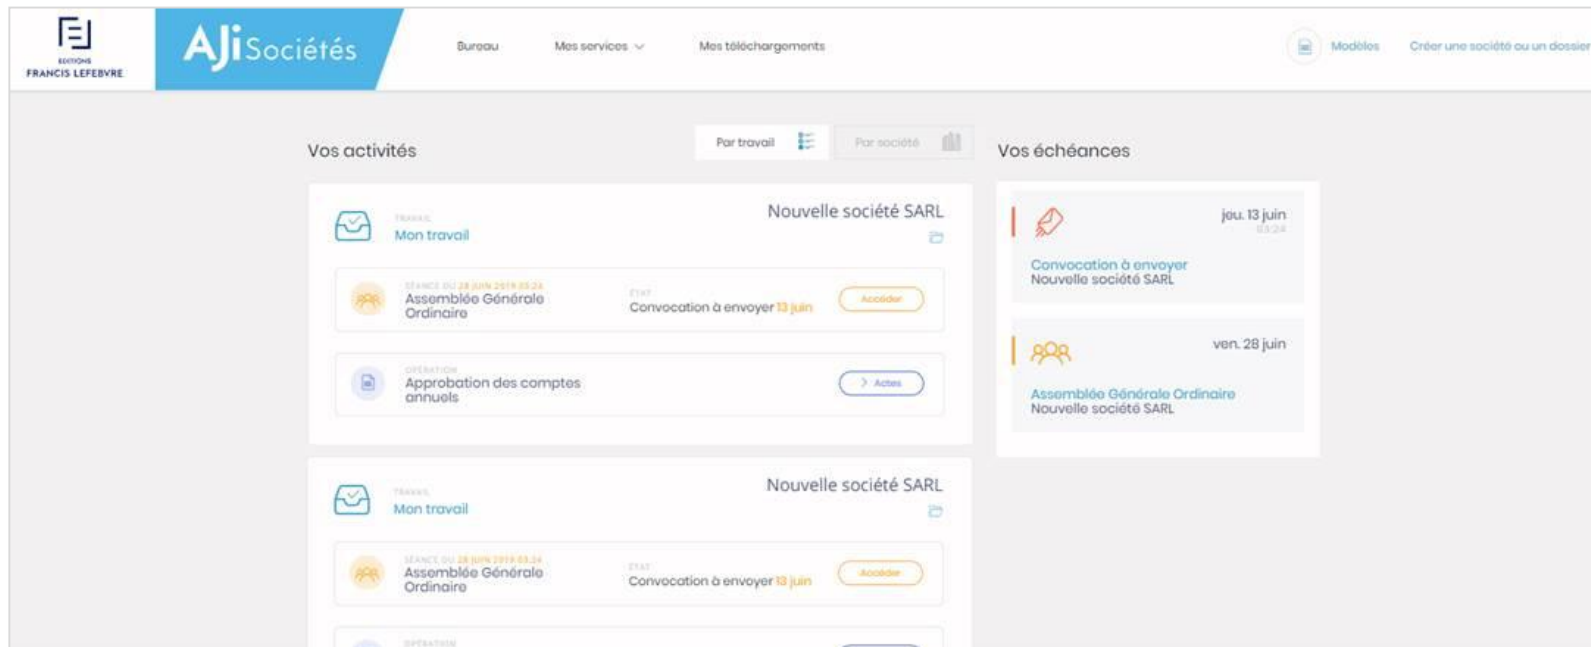 EDITIONS
FRANCIS LEFEBVRE
AJiSociétés
Bureau
Mes services
Mes téléchargements
Modèles
Créer une société ou un dossier
Vos activités
Par travail
Par société
Vos échéances
TRAVAIL
Mon travail
Nouvelle société SARL
SÉANCE DU 28 JUIN 2019 03:24
Assemblée Générale
Ordinaire
ÉTAT
Convocation à envoyer 13 juin
Accéder
OPÉRATION
Approbation des comptes
annuels
> Actes
jeu. 13 juin
03:24
Convocation à envoyer
Nouvelle société SARL
ven. 28 juin
Assemblée Générale Ordinaire
Nouvelle société SARL
TRAVAIL
Mon travail
Nouvelle société SARL
SÉANCE DU 28 JUIN 2019 03:24
Assemblée Générale
Ordinaire
ÉTAT
Convocation à envoyer 13 juin
Accéder
OPÉRATION